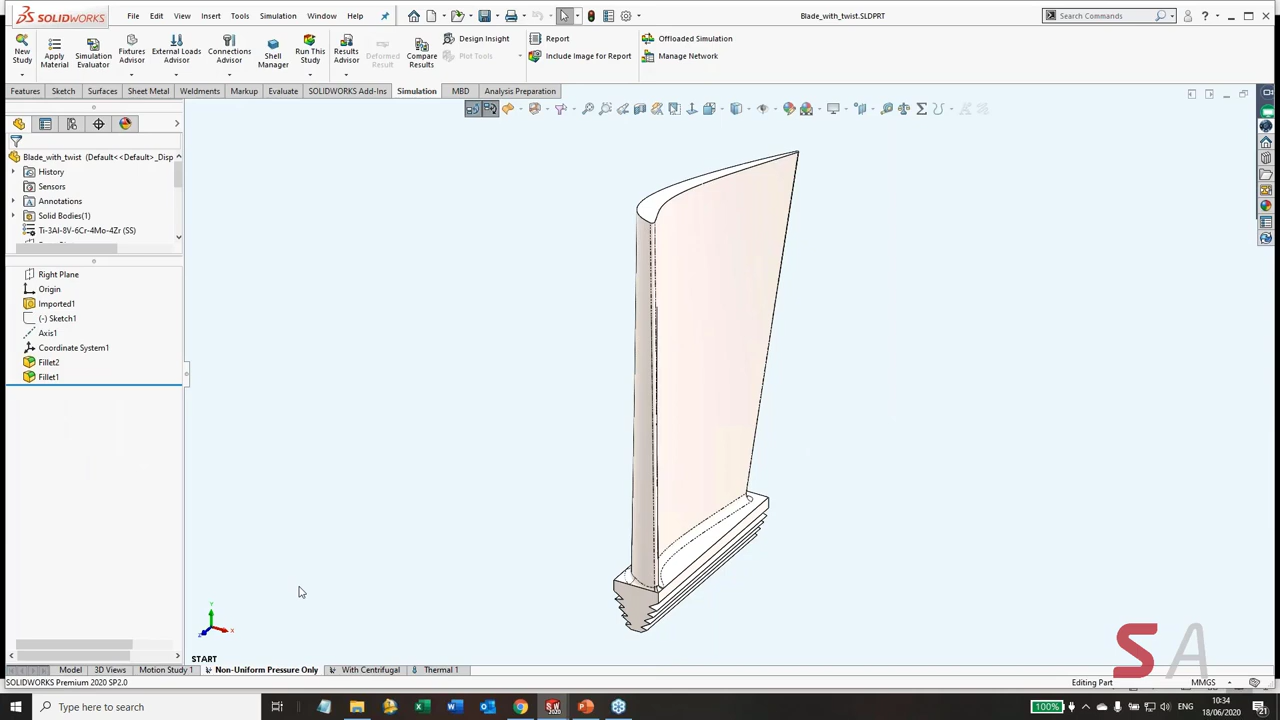 SOLIDWORKS File Edit View Insert Tools Simulation Window Help Blade_with_twist.SLDPRT Search Commands
New Study Apply Material Simulation Evaluator Fixtures Advisor External Loads Advisor Connections Advisor Shell Manager Run This Study Results Advisor Deformed Result Compare Results
Design Insight Report Offloaded Simulation
Plot Tools Include Image for Report Manage Network
Features Sketch Surfaces Sheet Metal Weldments Markup Evaluate SOLIDWORKS Add-Ins Simulation MBD Analysis Preparation
Blade_with_twist (Default<<Default>_Disp
History
Sensors
Annotations
Solid Bodies(1)
Ti-3Al-8V-6Cr-4Mo-4Zr (SS)
Right Plane
Origin
Imported1
(-) Sketch1
Axis1
Coordinate System1
Fillet2
Fillet1
Y
X
Z
START
SA
Model 3D Views Motion Study 1 Non-Uniform Pressure Only With Centrifugal Thermal 1
SOLIDWORKS Premium 2020 SP2.0 Editing Part MMGS
Type here to search 100% ENG 10:34
18/06/2020 21